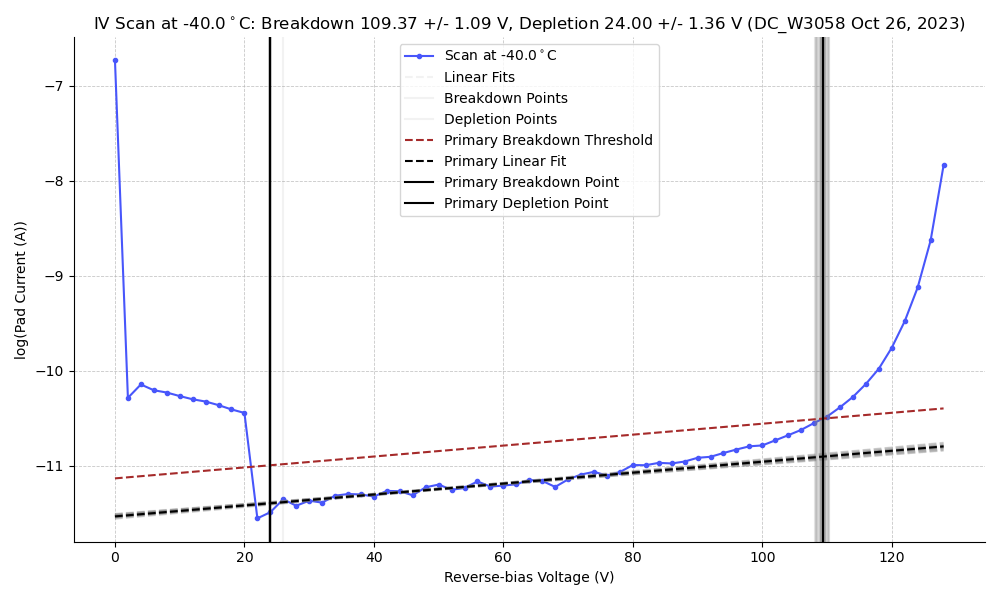 IV Scan at -40.0°C: Breakdown 109.37 +/- 1.09 V, Depletion 24.00 +/- 1.36 V (DC_W3058 Oct 26, 2023)
Scan at -40.0°C
Linear Fits
Breakdown Points
Depletion Points
Primary Breakdown Threshold
Primary Linear Fit
Primary Breakdown Point
Primary Depletion Point
log(Pad Current (A))
−7
−8
−9
−10
−11
0 20 40 60 80 100 120
Reverse-bias Voltage (V)